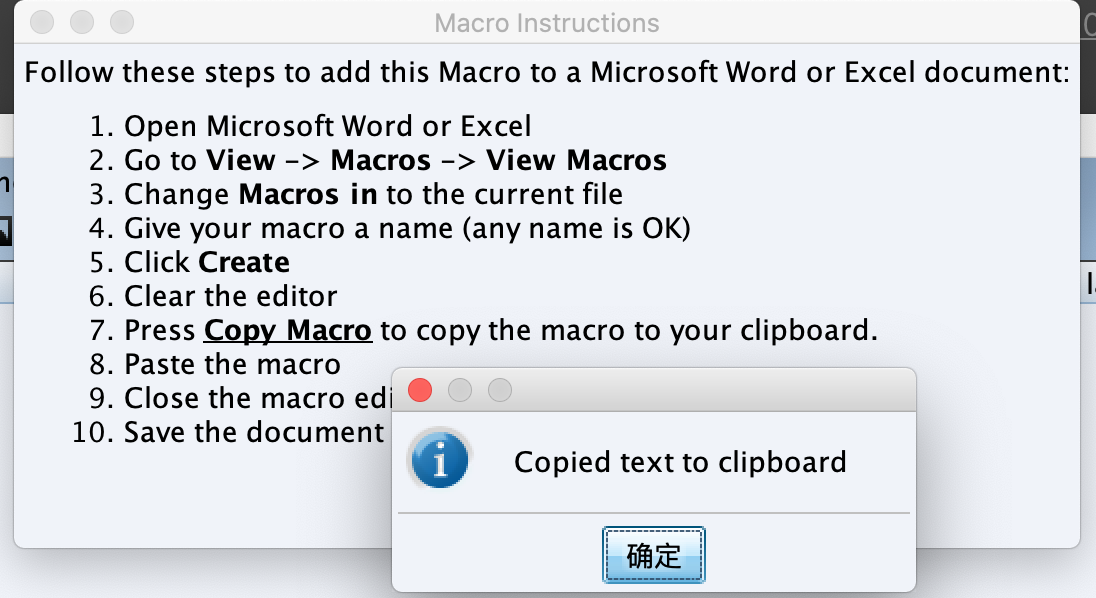 Macro Instructions
Follow these steps to add this Macro to a Microsoft Word or Excel document:
1. Open Microsoft Word or Excel
2. Go to View -> Macros -> View Macros
3. Change Macros in to the current file
4. Give your macro a name (any name is OK)
5. Click Create
6. Clear the editor
7. Press Copy Macro to copy the macro to your clipboard.
8. Paste the macro
9. Close the macro edi
10. Save the document
Copied text to clipboard
确定